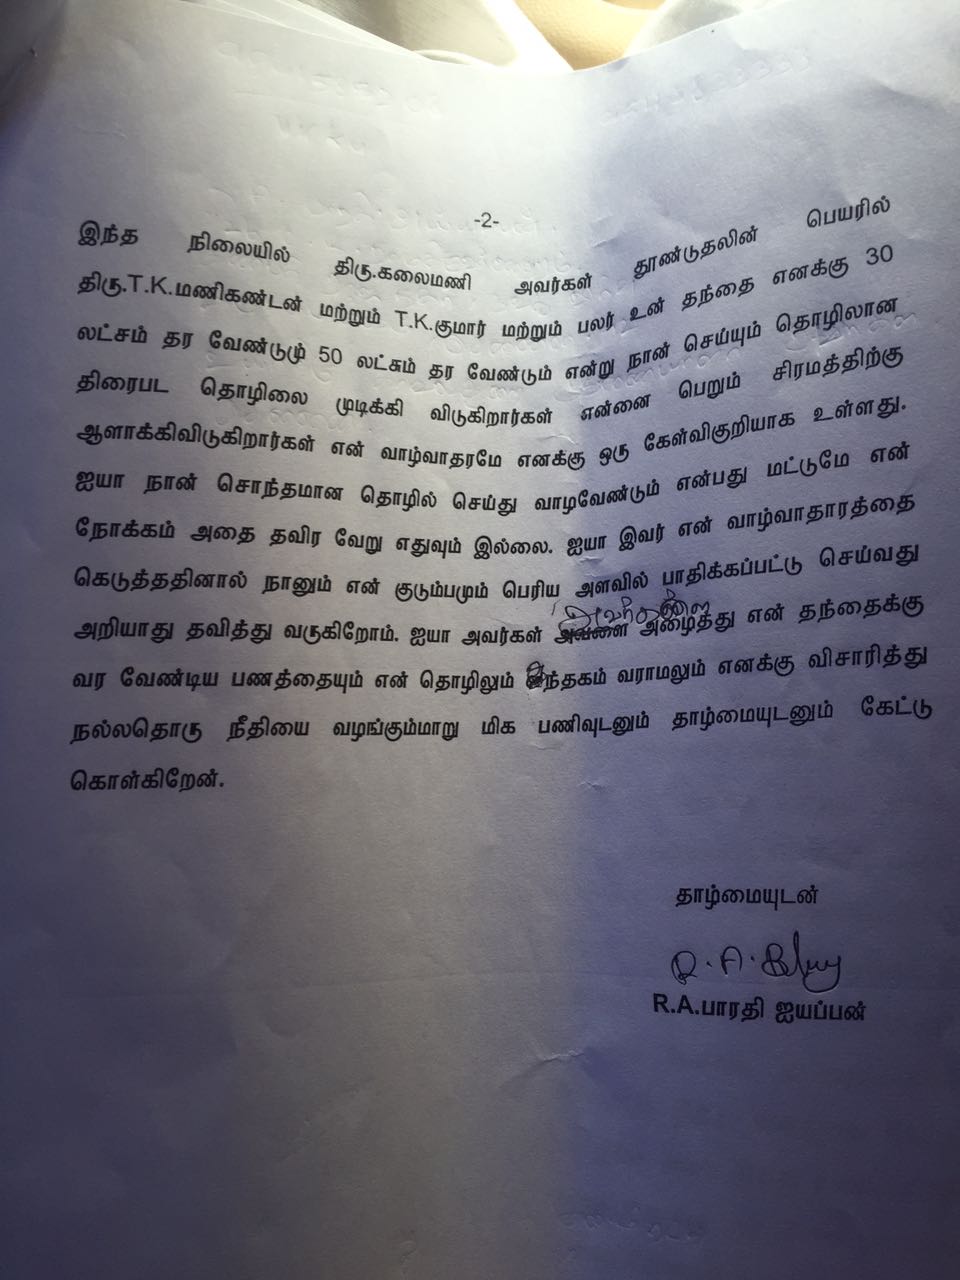 -2-
இந்த நிலையில் திரு.கலைமணி அவர்கள் தூண்டுதலின் பெயரில்
திரு.T.K.மணிகண்டன் மற்றும் T.K.குமார் மற்றும் பலர் உன் தந்தை எனக்கு 30
லட்சம் தர வேண்டுமு் 50 லட்சும் தர வேண்டும் என்று நான் செய்யும் தொழிலான
திரைபட தொழிலை முடிக்கி விடுகிறார்கள் என்னை பெறும் சிரமத்திற்கு
ஆளாக்கிவிடுகிறார்கள் என் வாழ்வாதரமே எனக்கு ஒரு கேள்விகுறியாக உள்ளது.
ஐயா நான் சொந்தமான தொழில் செய்து வாழவேண்டும் என்பது மட்டுமே என்
நோக்கம் அதை தவிர வேறு எதுவும் இல்லை. ஐயா இவர் என் வாழ்வாதாரத்தை
கெடுத்ததினால் நானும் என் குடும்பமும் பெரிய அளவில் பாதிக்கப்பட்டு செய்வது
அவர்களை
அறியாது தவித்து வருகிறோம். ஐயா அவர்கள் அவளை அழைத்து என் தந்தைக்கு
வர வேண்டிய பணத்தையும் என் தொழிலும் பந்தகம் வராமலும் எனக்கு விசாரித்து
நல்லதொரு நீதியை வழங்கும்மாறு மிக பணிவுடனும் தாழ்மையுடனும் கேட்டு
கொள்கிறேன்.
தாழ்மையுடன்
R.A.பாரதி ஐயப்பன்